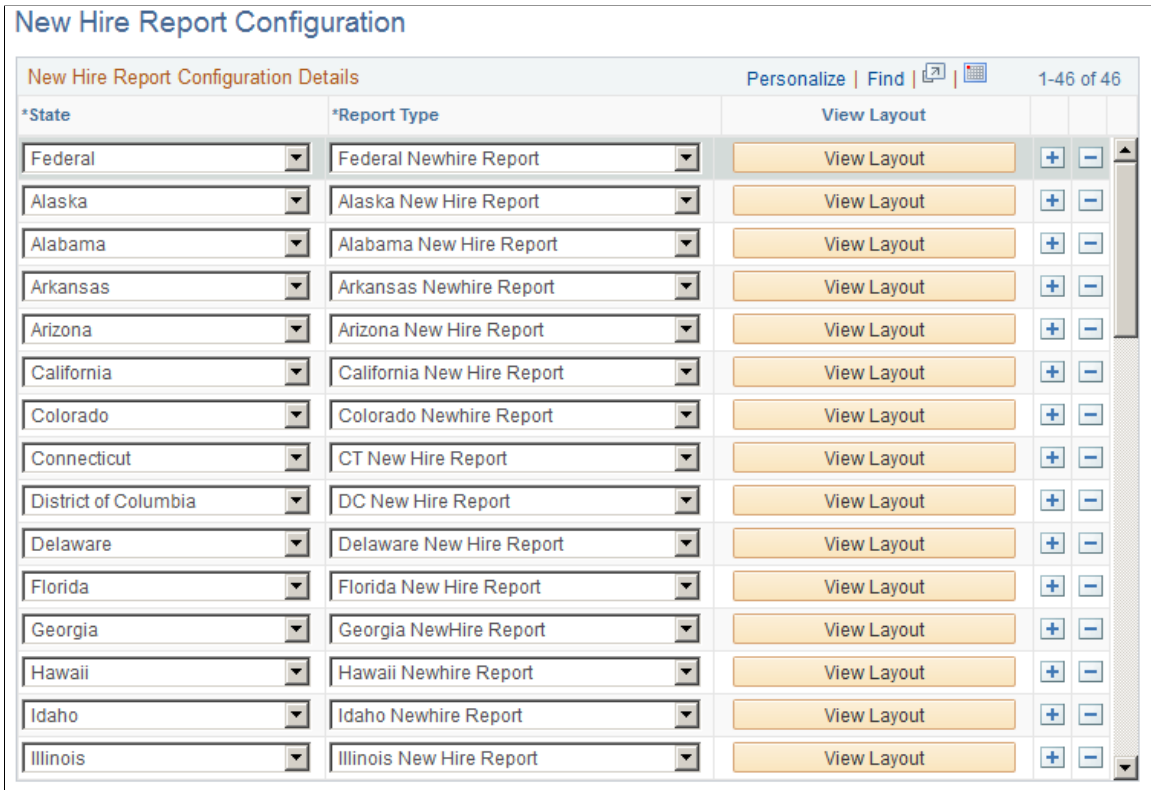 New Hire Report Configuration
New Hire Report Configuration Details Personalize | Find | | 1-46 of 46
*State *Report Type View Layout
Federal Federal Newhire Report View Layout
Alaska Alaska New Hire Report View Layout
Alabama Alabama New Hire Report View Layout
Arkansas Arkansas Newhire Report View Layout
Arizona Arizona New Hire Report View Layout
California California New Hire Report View Layout
Colorado Colorado Newhire Report View Layout
Connecticut CT New Hire Report View Layout
District of Columbia DC New Hire Report View Layout
Delaware Delaware New Hire Report View Layout
Florida Florida New Hire Report View Layout
Georgia Georgia NewHire Report View Layout
Hawaii Hawaii Newhire Report View Layout
Idaho Idaho Newhire Report View Layout
Illinois Illinois New Hire Report View Layout